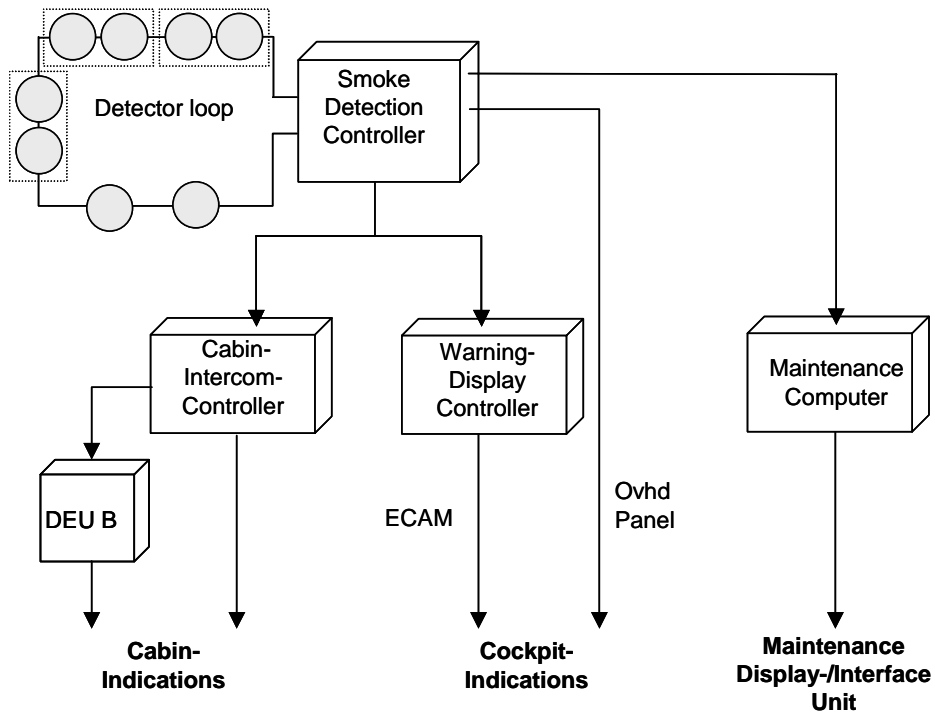 Smoke
Detection
Controller
Detector loop
Cabin-
Intercom-
Controller
Warning-
Display
Controller
Maintenance
Computer
DEU B
ECAM
Ovhd
Panel
Cabin-
Indications
Cockpit-
Indications
Maintenance
Display-/Interface
Unit